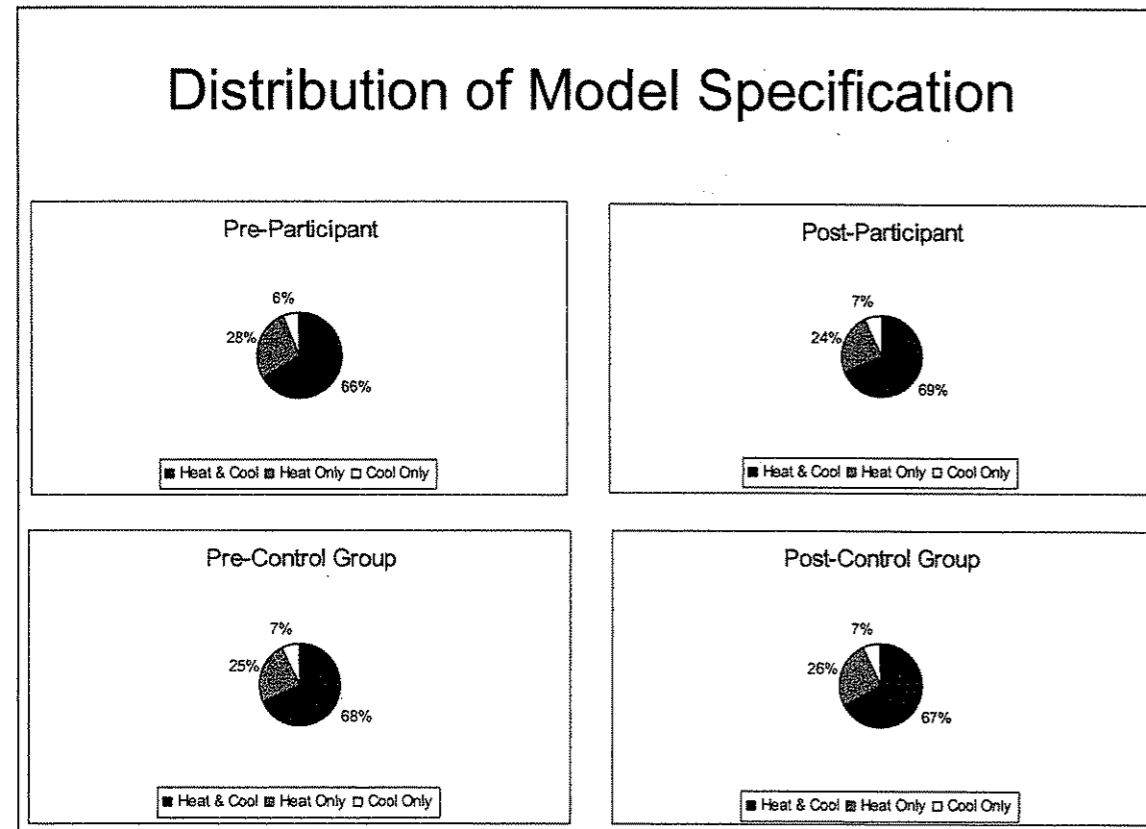 Distribution of Model Specification
Pre-Participant
6%
28%
66%
Heat & Cool Heat Only Cool Only
Post-Participant
7%
24%
69%
Heat & Cool Heat Only Cool Only
Pre-Control Group
7%
25%
68%
Heat & Cool Heat Only Cool Only
Post-Control Group
7%
26%
67%
Heat & Cool Heat Only Cool Only